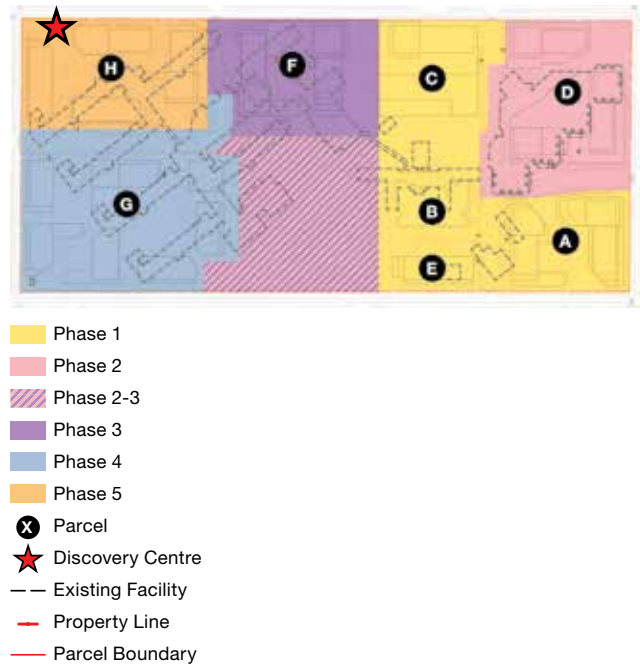 H
F
C
D
G
B
A
E
Phase 1
Phase 2
Phase 2-3
Phase 3
Phase 4
Phase 5
X Parcel
Discovery Centre
Existing Facility
Property Line
Parcel Boundary